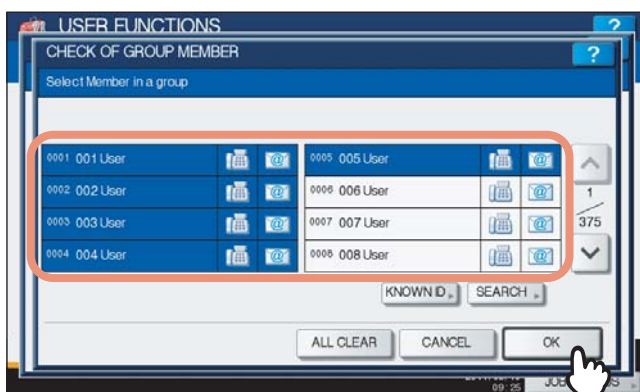 USER FUNCTIONS
?
CHECK OF GROUP MEMBER
?
Select Member in a group
0001 001 User @ 0005 005 User @
0002 002 User @ 0006 006 User @
0003 003 User @ 0007 007 User @
0004 004 User @ 0008 008 User @
1
375
KNOWN ID
SEARCH
ALL CLEAR
CANCEL
OK
09:25